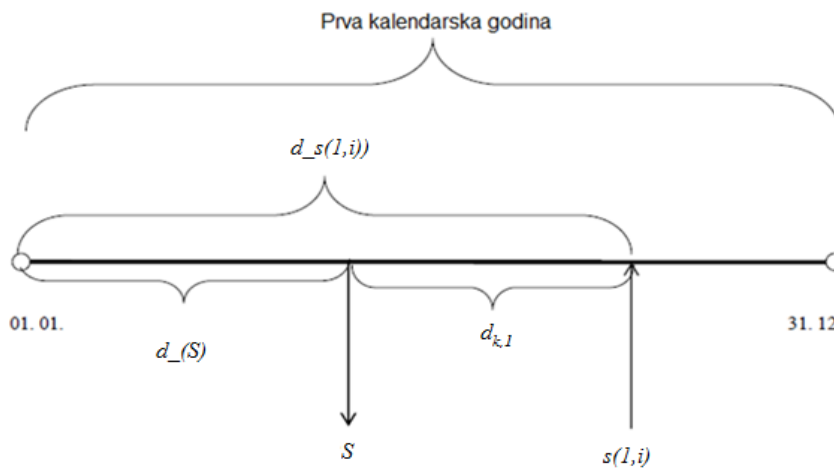 Prva kalendarska godina
d_s(1,i))
01. 01.
d_(S)
d_{k,1}
31. 12
S
s(1,i)